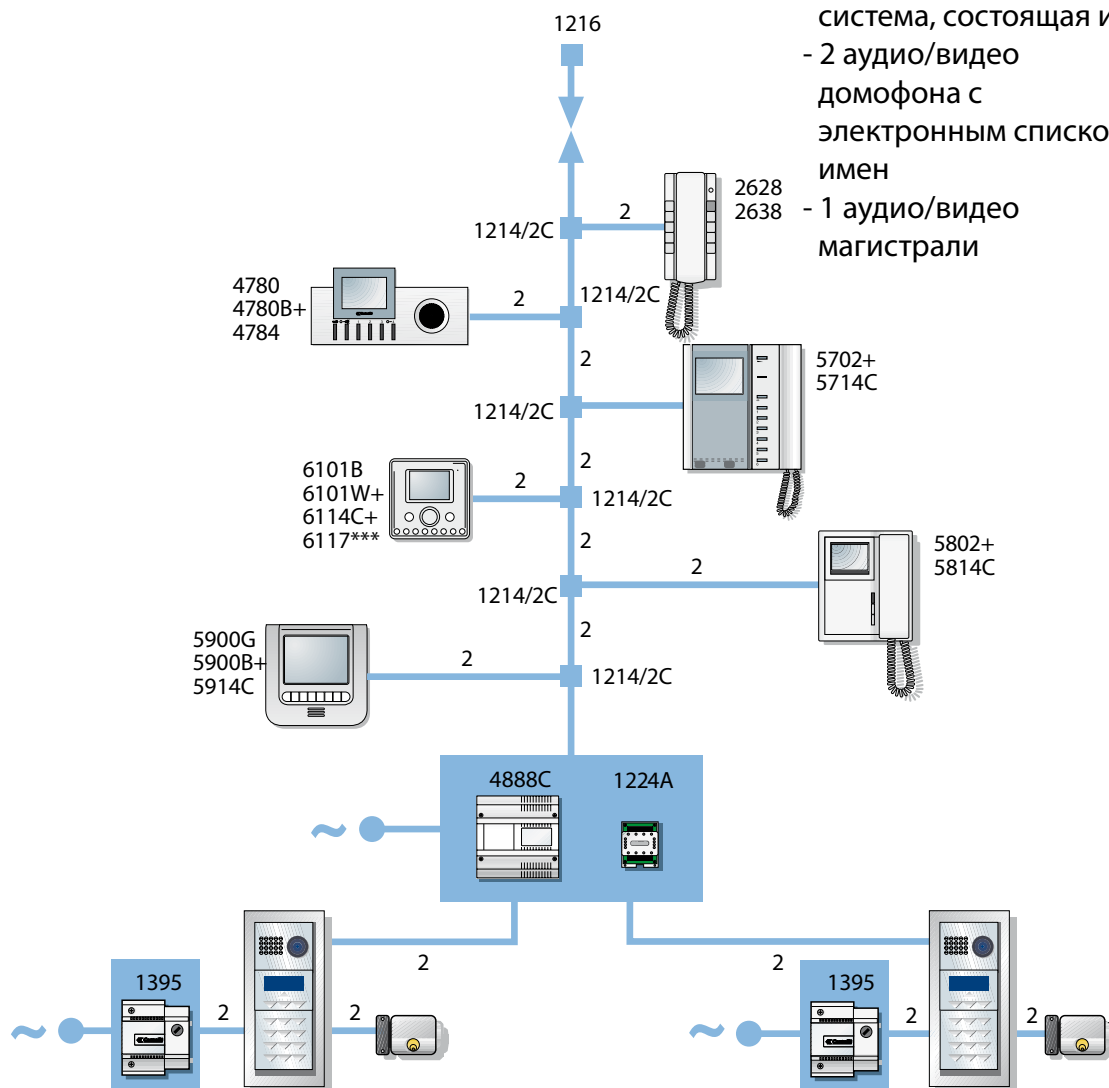 1216
система, состоящая и
- 2 аудио/видео
домофона с
электронным списко
имен
- 1 аудио/видео
магистрали
2628
2638
2
1214/2C
4780
4780B+
4784
2
1214/2C
2
5702+
5714C
1214/2C
2
6101B
6101W+
6114C+
6117***
2
1214/2C
2
5802+
5814C
2
1214/2C
2
5900G
5900B+
5914C
2
1214/2C
4888C
1224A
~
2
2
1395
1395
~
2
2
~
2
2